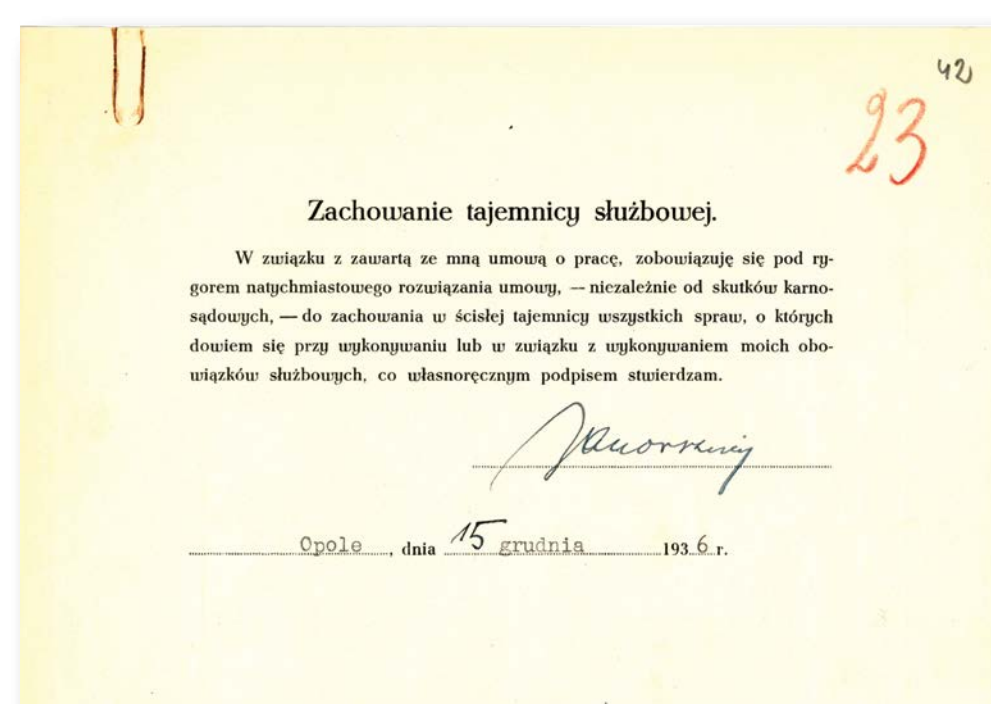 42
23
Zachowanie tajemnicy służbowej.
W związku z zawartą ze mną umową o pracę, zobowiązuję się pod ry-
gorem natychmiastowego rozwiązania umowy, — niezależnie od skutków karno-
sądowych, — do zachowania w ścisłej tajemnicy wszystkich spraw, o których
dowiem się przy wykonywaniu lub w związku z wykonywaniem moich obo-
wiązków służbowych, co własnoręcznym podpisem stwierdzam.
Opole, dnia 15 grudnia 1936 r.